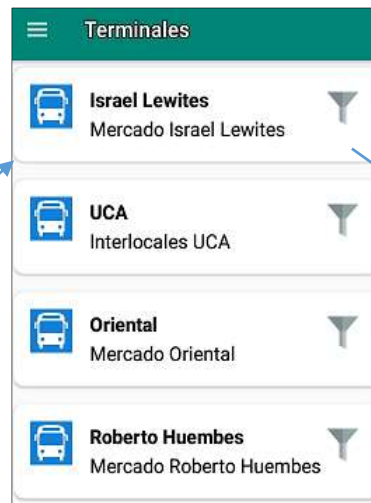 Terminales
Israel Lewites
Mercado Israel Lewites
UCA
Interlocales UCA
Oriental
Mercado Oriental
Roberto Huembes
Mercado Roberto Huembes